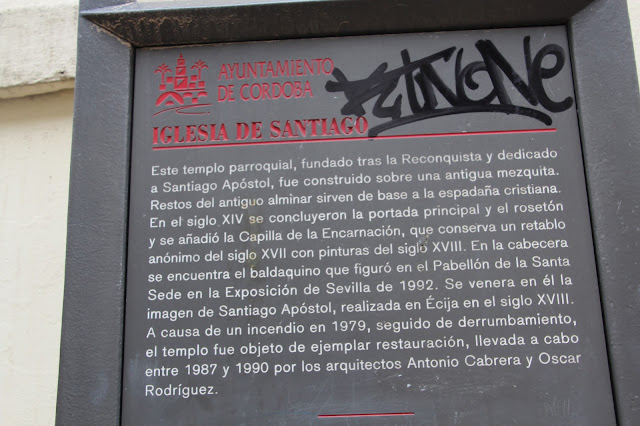 AYUNTAMIENTO
DE CORDOBA
IGLESIA DE SANTIAGO
Este templo parroquial, fundado tras la Reconquista y dedicado
a Santiago Apóstol, fue construido sobre una antigua mezquita.
Restos del antiguo alminar sirven de base a la espadaña cristiana.
En el siglo XIV se concluyeron la portada principal y el rosetón
y se añadió la Capilla de la Encarnación, que conserva un retablo
anónimo del siglo XVII con pinturas del siglo XVIII. En la cabecera
se encuentra el baldaquino que figuró en el Pabellón de la Santa
Sede en la Exposición de Sevilla de 1992. Se venera en él la
imagen de Santiago Apóstol, realizada en Écija en el siglo XVIII.
A causa de un incendio en 1979, seguido de derrumbamiento,
el templo fue objeto de ejemplar restauración, llevada a cabo
entre 1987 y 1990 por los arquitectos Antonio Cabrera y Oscar
Rodríguez.